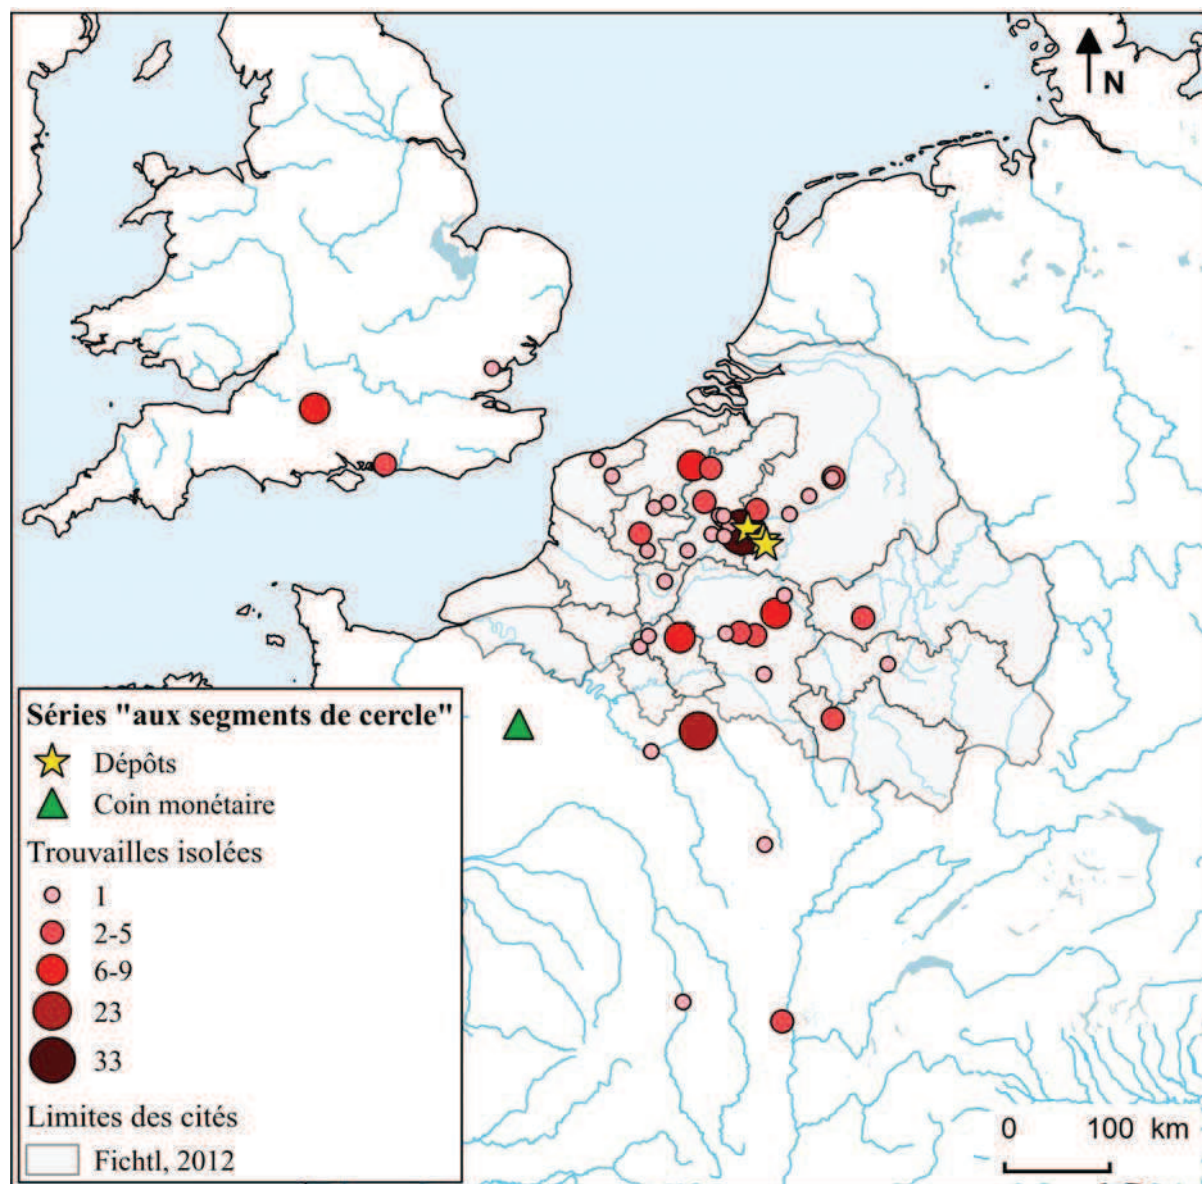 N
Séries "aux segments de cercle"
Dépôts
Coin monétaire
Trouvailles isolées
1
2-5
6-9
23
33
Limites des cités
Fichtl, 2012
0 100 km